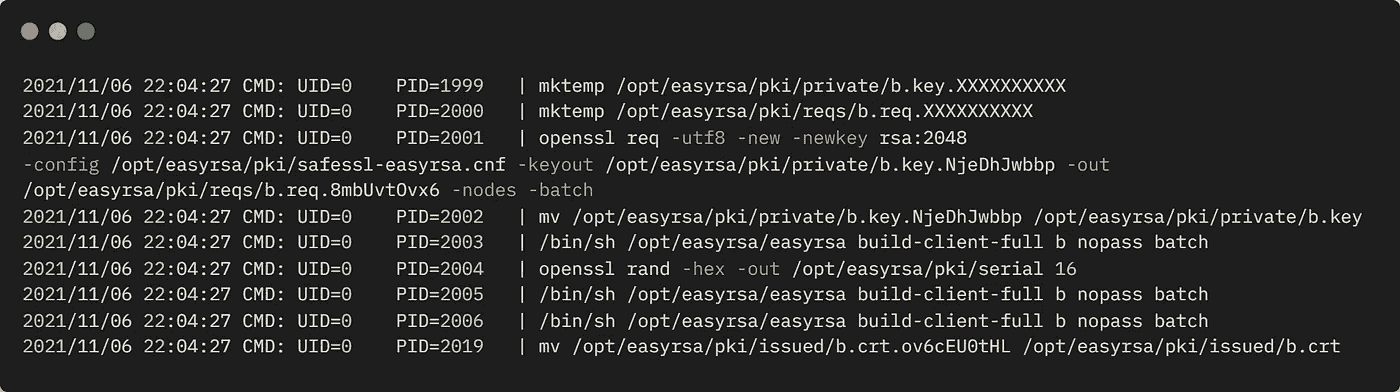 2021/11/06 22:04:27 CMD: UID=0    PID=1999   | mktemp /opt/easyrsa/pki/private/b.key.XXXXXXXXXX
2021/11/06 22:04:27 CMD: UID=0    PID=2000   | mktemp /opt/easyrsa/pki/reqs/b.req.XXXXXXXXXX
2021/11/06 22:04:27 CMD: UID=0    PID=2001   | openssl req -utf8 -new -newkey rsa:2048
-config /opt/easyrsa/pki/safessl-easyrsa.cnf -keyout /opt/easyrsa/pki/private/b.key.NjeDhJwbbp -out
/opt/easyrsa/pki/reqs/b.req.8mbUvtOvx6 -nodes -batch
2021/11/06 22:04:27 CMD: UID=0    PID=2002   | mv /opt/easyrsa/pki/private/b.key.NjeDhJwbbp /opt/easyrsa/pki/private/b.key
2021/11/06 22:04:27 CMD: UID=0    PID=2003   | /bin/sh /opt/easyrsa/easyrsa build-client-full b nopass batch
2021/11/06 22:04:27 CMD: UID=0    PID=2004   | openssl rand -hex -out /opt/easyrsa/pki/serial 16
2021/11/06 22:04:27 CMD: UID=0    PID=2005   | /bin/sh /opt/easyrsa/easyrsa build-client-full b nopass batch
2021/11/06 22:04:27 CMD: UID=0    PID=2006   | /bin/sh /opt/easyrsa/easyrsa build-client-full b nopass batch
2021/11/06 22:04:27 CMD: UID=0    PID=2019   | mv /opt/easyrsa/pki/issued/b.crt.ov6cEU0tHL /opt/easyrsa/pki/issued/b.crt